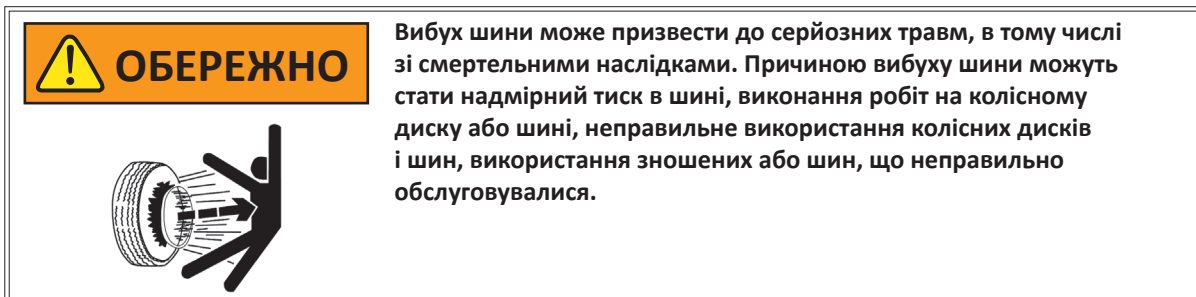 ОБЕРЕЖНО
Вибух шини може призвести до серйозних травм, в тому числі
зі смертельними наслідками. Причиною вибуху шини можуть
стати надмірний тиск в шині, виконання робіт на колісному
диску або шині, неправильне використання колісних дисків
і шин, використання зношених або шин, що неправильно
обслуговувалися.